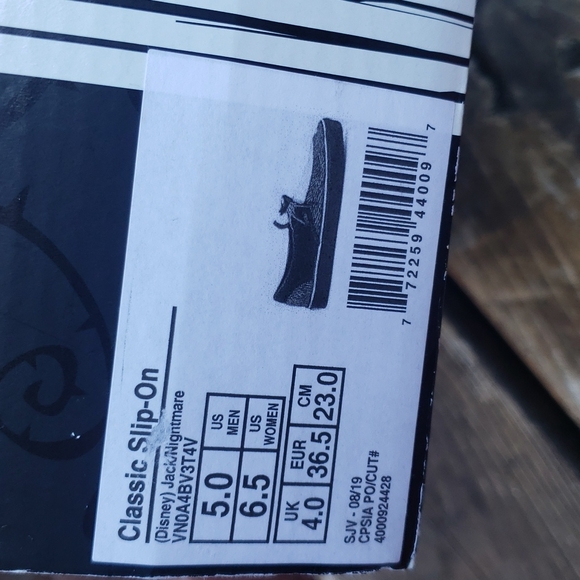 Classic Slip-On
(Disney) Jack/Nightmare
VN0A4BV3T4V
5.0 US MEN
6.5 US WOMEN
UK EUR CM
4.0 36.5 23.0
SJV - 08/19
CPSIA PO/CUT#
4000924428
7 72259 44009 7